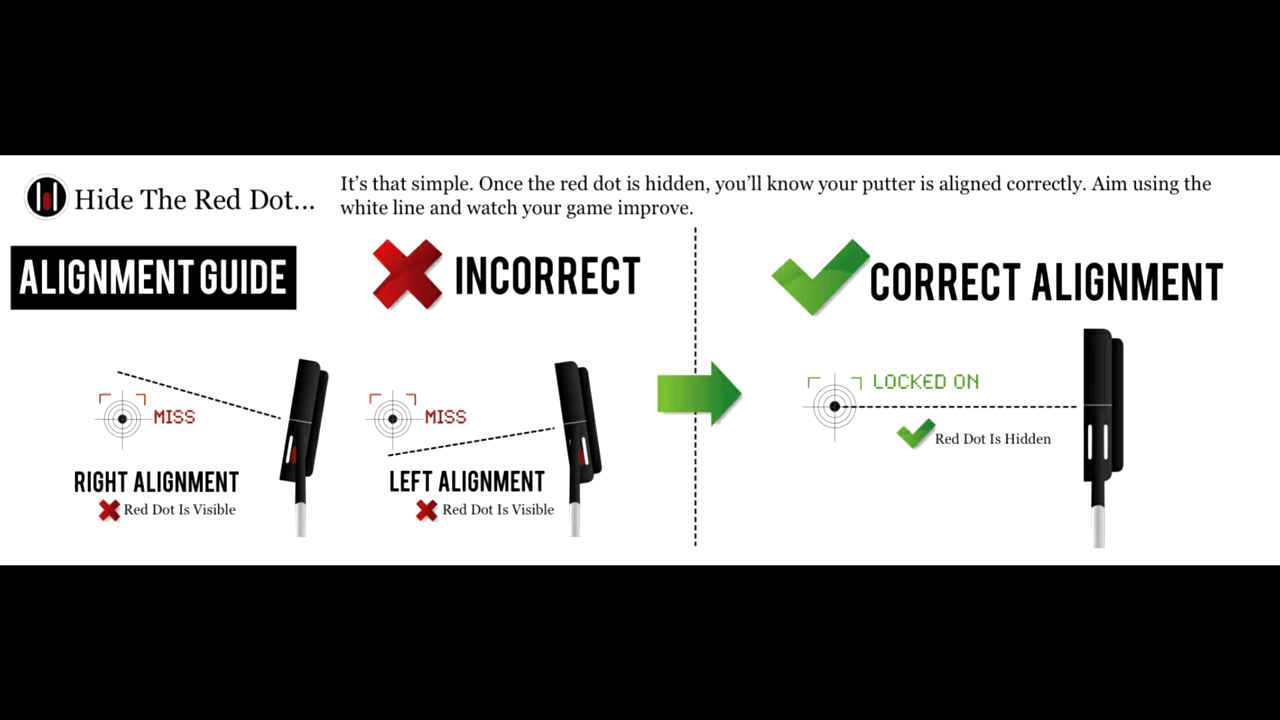 Hide The Red Dot...
It's that simple. Once the red dot is hidden, you'll know your putter is aligned correctly. Aim using the
white line and watch your game improve.
ALIGNMENT GUIDE
INCORRECT
CORRECT ALIGNMENT
MISS
RIGHT ALIGNMENT
Red Dot Is Visible
MISS
LEFT ALIGNMENT
Red Dot Is Visible
LOCKED ON
Red Dot Is Hidden